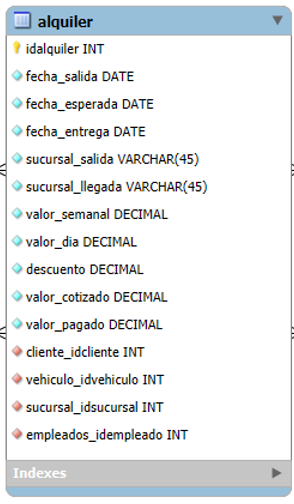 alquiler
idalquiler INT
fecha_salida DATE
fecha_esperada DATE
fecha_entrega DATE
sucursal_salida VARCHAR(45)
sucursal_llegada VARCHAR(45)
valor_semanal DECIMAL
valor_dia DECIMAL
descuento DECIMAL
valor_cotizado DECIMAL
valor_pagado DECIMAL
cliente_idcliente INT
vehiculo_idvehiculo INT
sucursal_idsucursal INT
empleados_idempleado INT
Indexes